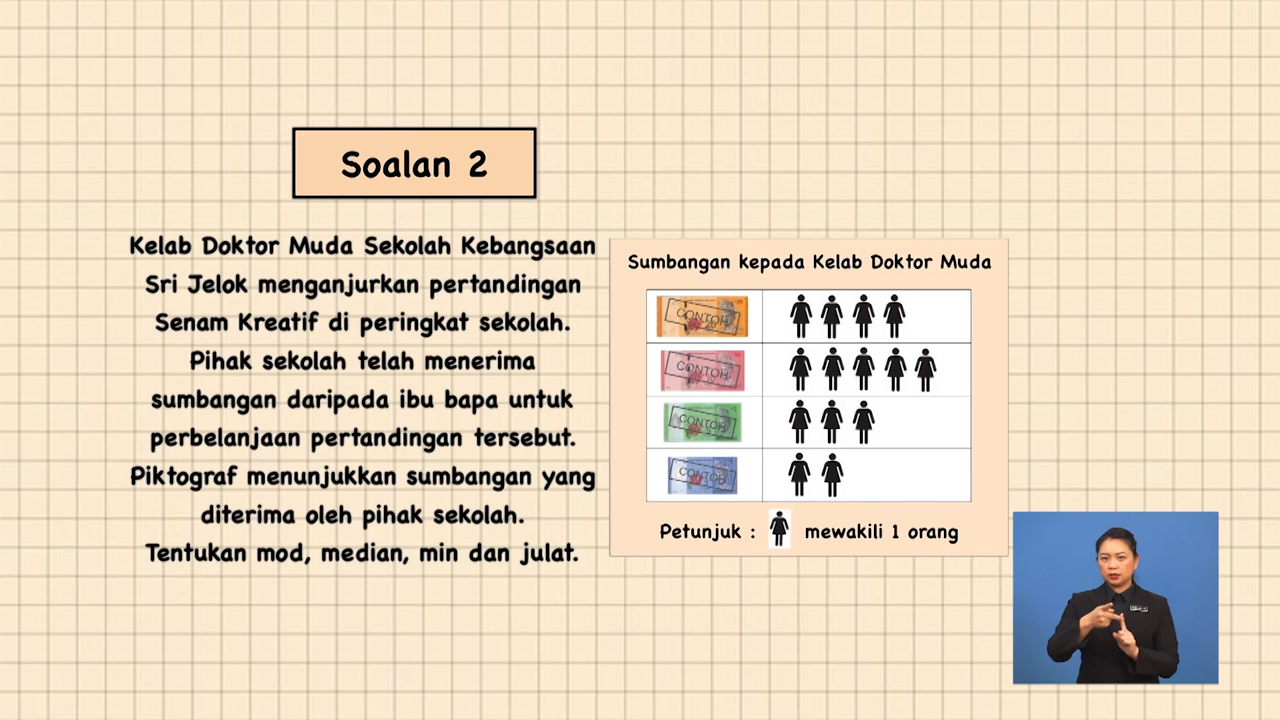 Soalan 2
Kelab Doktor Muda Sekolah Kebangsaan
Sri Jelok menganjurkan pertandingan
Senam Kreatif di peringkat sekolah.
Pihak sekolah telah menerima
sumbangan daripada ibu bapa untuk
perbelanjaan pertandingan tersebut.
Piktograf menunjukkan sumbangan yang
diterima oleh pihak sekolah.
Tentukan mod, median, min dan julat.
Sumbangan kepada Kelab Doktor Muda
CONTOH
CONTOH
CONTOH
CONTOH
Petunjuk : mewakili 1 orang